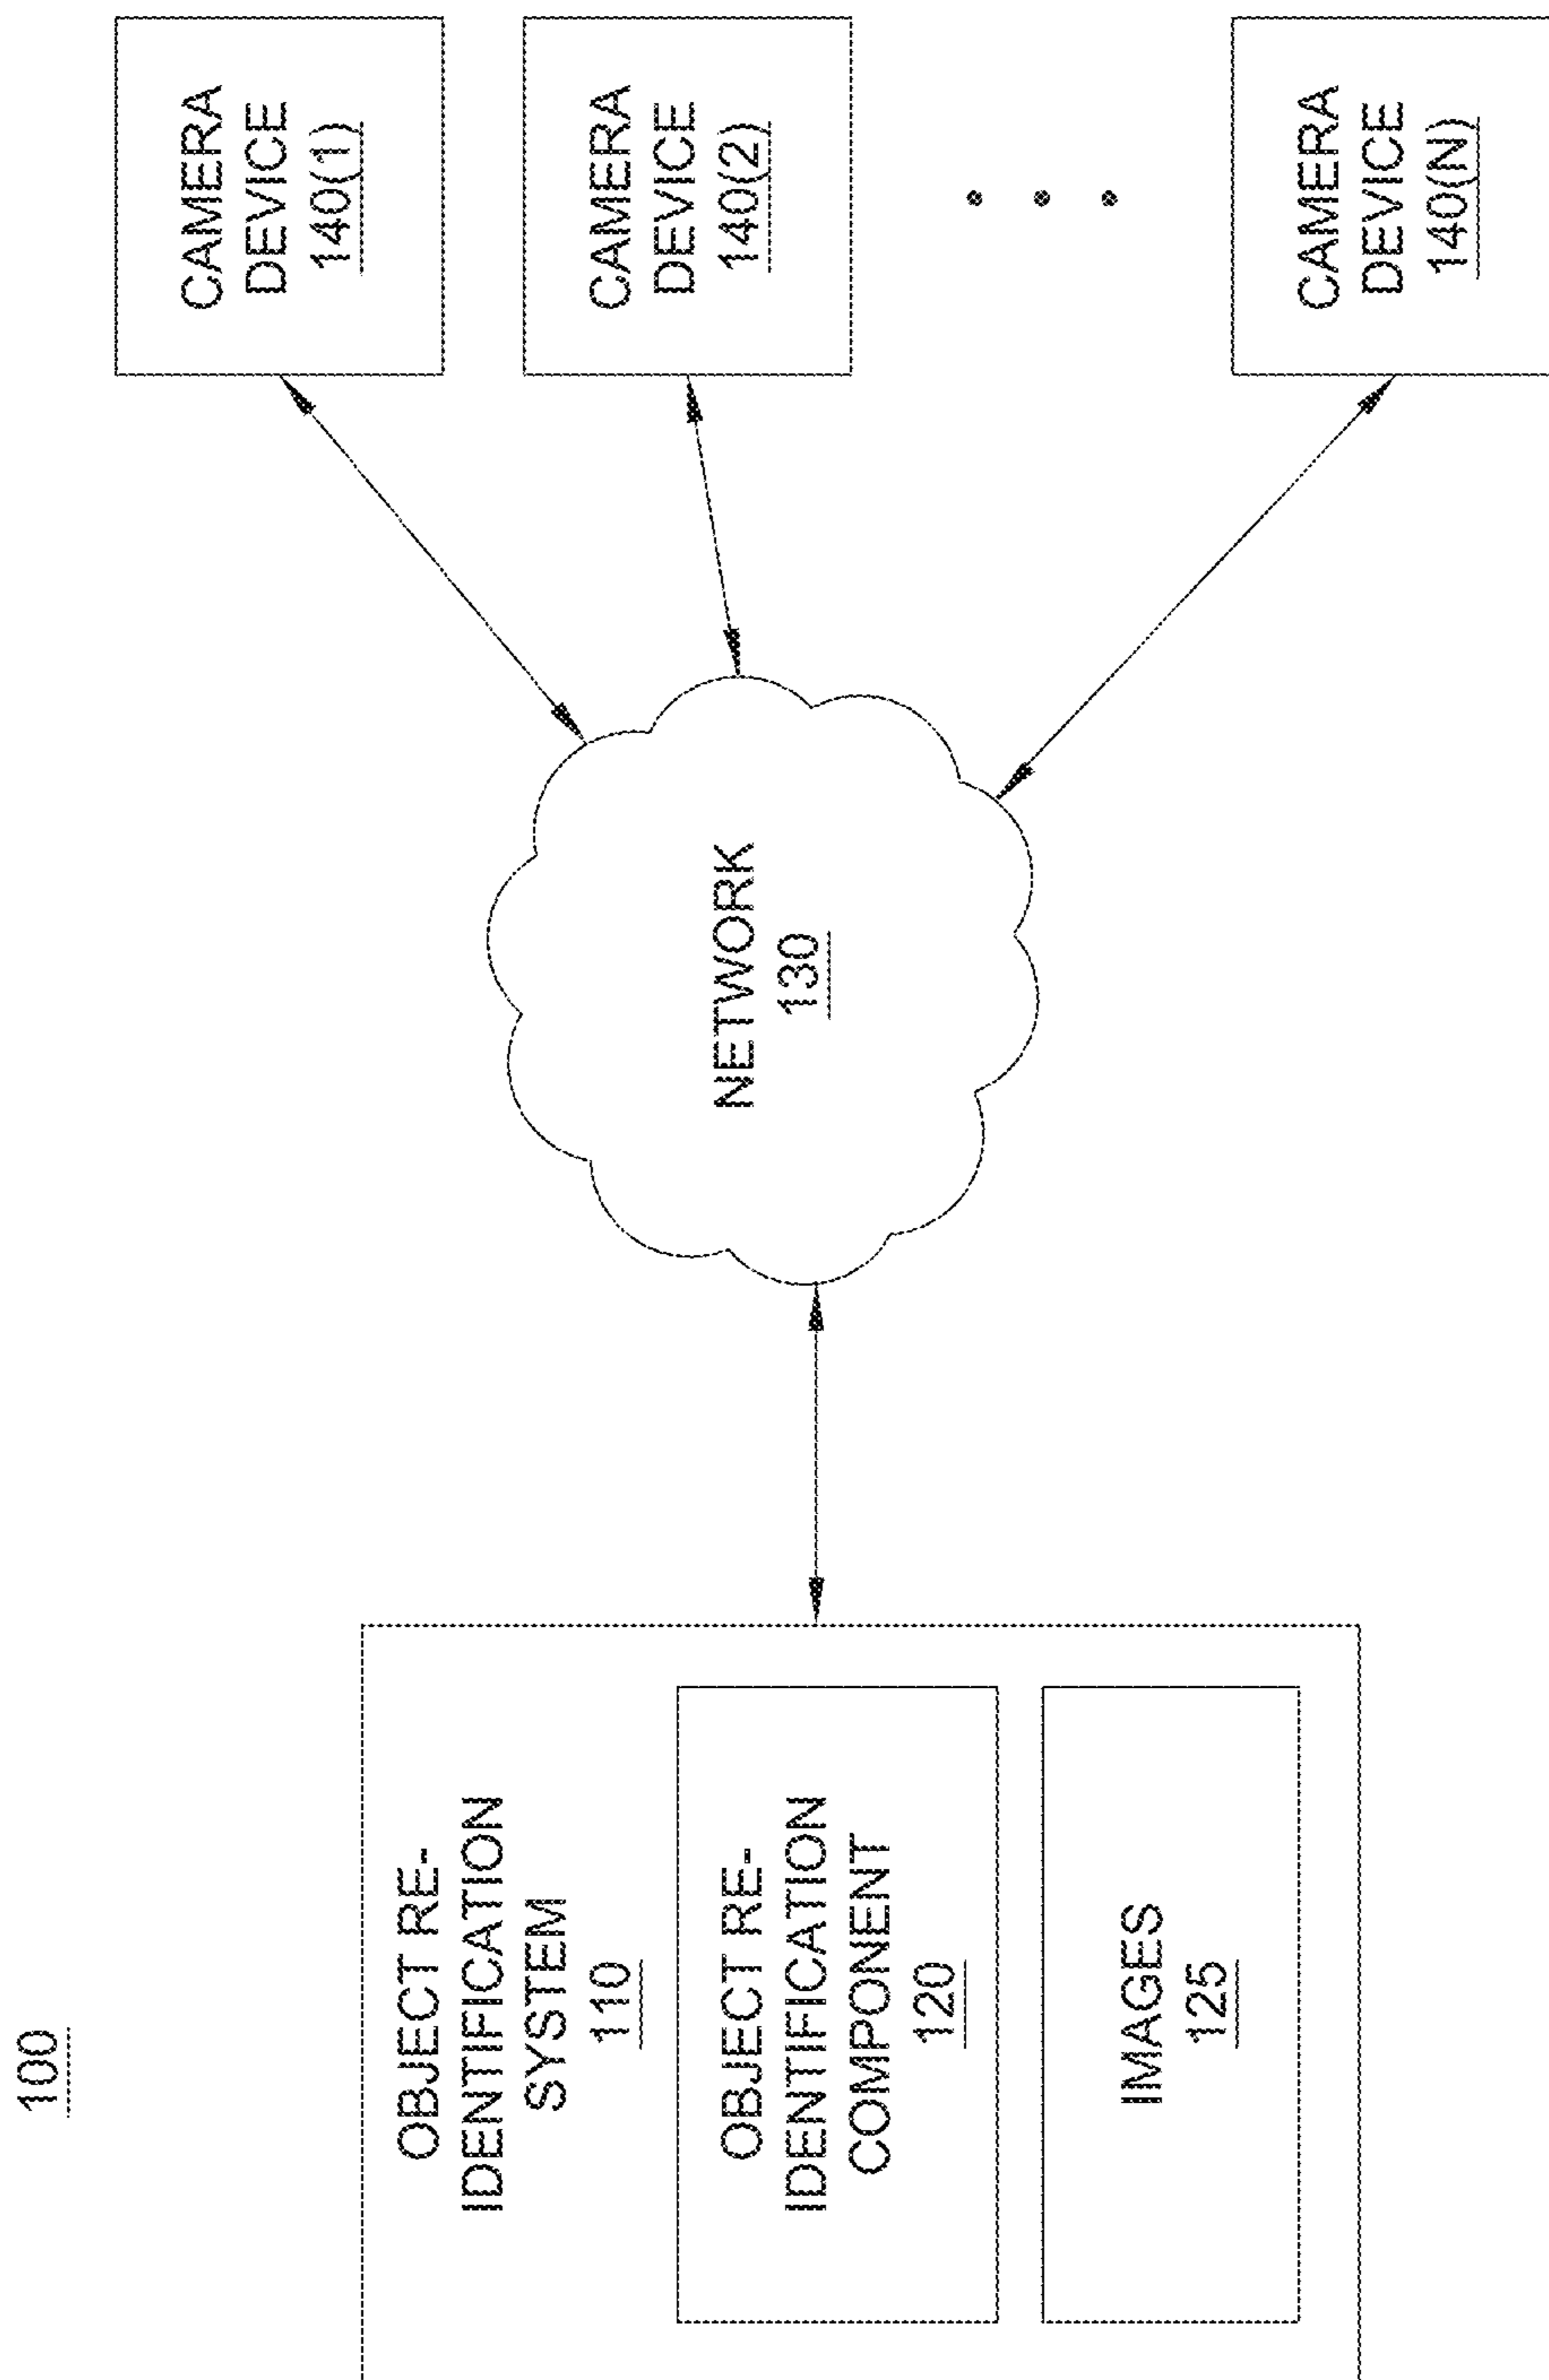 100
OBJECT RE-
IDENTIFICATION
SYSTEM
110
OBJECT RE-
IDENTIFICATION
COMPONENT
120
IMAGES
125
NETWORK
130
CAMERA
DEVICE
140(1)
CAMERA
DEVICE
140(2)
CAMERA
DEVICE
140(N)